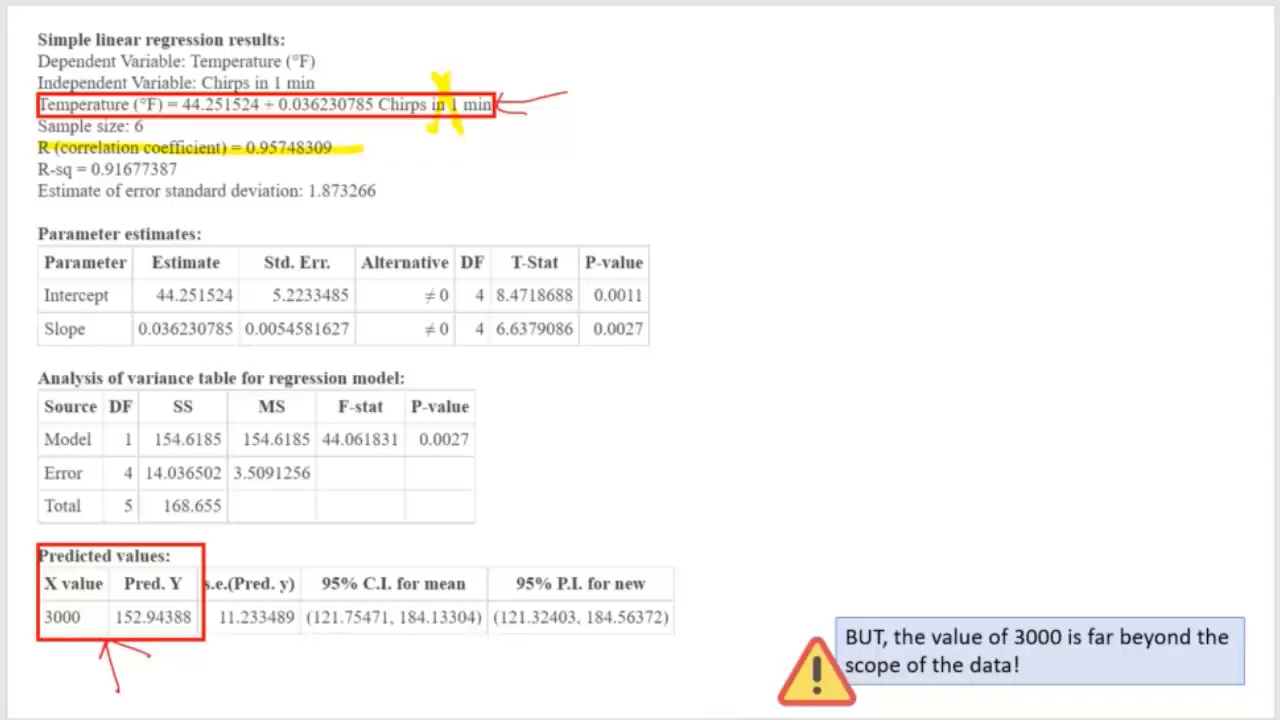 Simple linear regression results:
Dependent Variable: Temperature (°F)
Independent Variable: Chirps in 1 min
Temperature (°F) = 44.251524 + 0.036230785 Chirps in 1 min
Sample size: 6
R (correlation coefficient) = 0.95748309
R-sq = 0.91677387
Estimate of error standard deviation: 1.873266
Parameter estimates:
Parameter Estimate Std. Err. Alternative DF T-Stat P-value
Intercept 44.251524 5.2233485 ≠ 0 4 8.4718688 0.0011
Slope 0.036230785 0.0054581627 ≠ 0 4 6.6379086 0.0027
Analysis of variance table for regression model:
Source DF SS MS F-stat P-value
Model 1 154.6185 154.6185 44.061831 0.0027
Error 4 14.036502 3.5091256
Total 5 168.655
Predicted values:
X value Pred. Y s.e.(Pred. y) 95% C.I. for mean 95% P.I. for new
3000 152.94388 11.233489 (121.75471, 184.13304) (121.32403, 184.56372)
BUT, the value of 3000 is far beyond the
scope of the data!